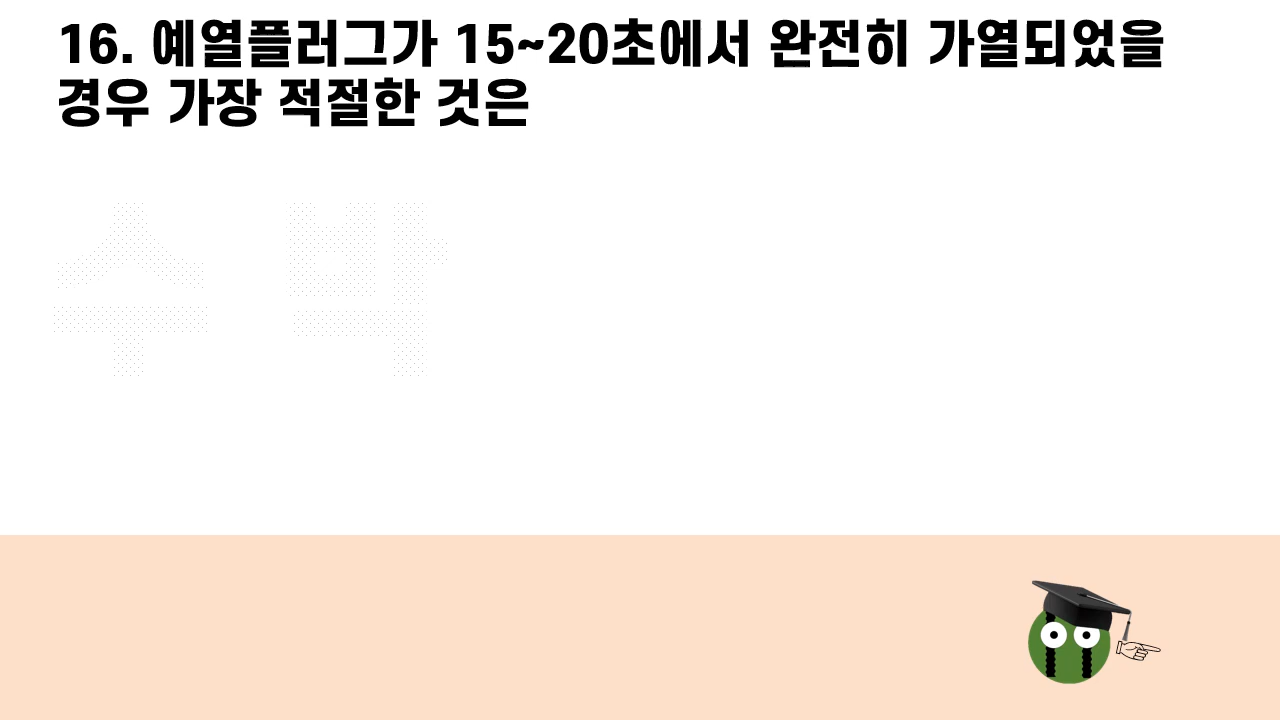 16. 예열플러그가 15~20초에서 완전히 가열되었을
경우 가장 적절한 것은
수 박